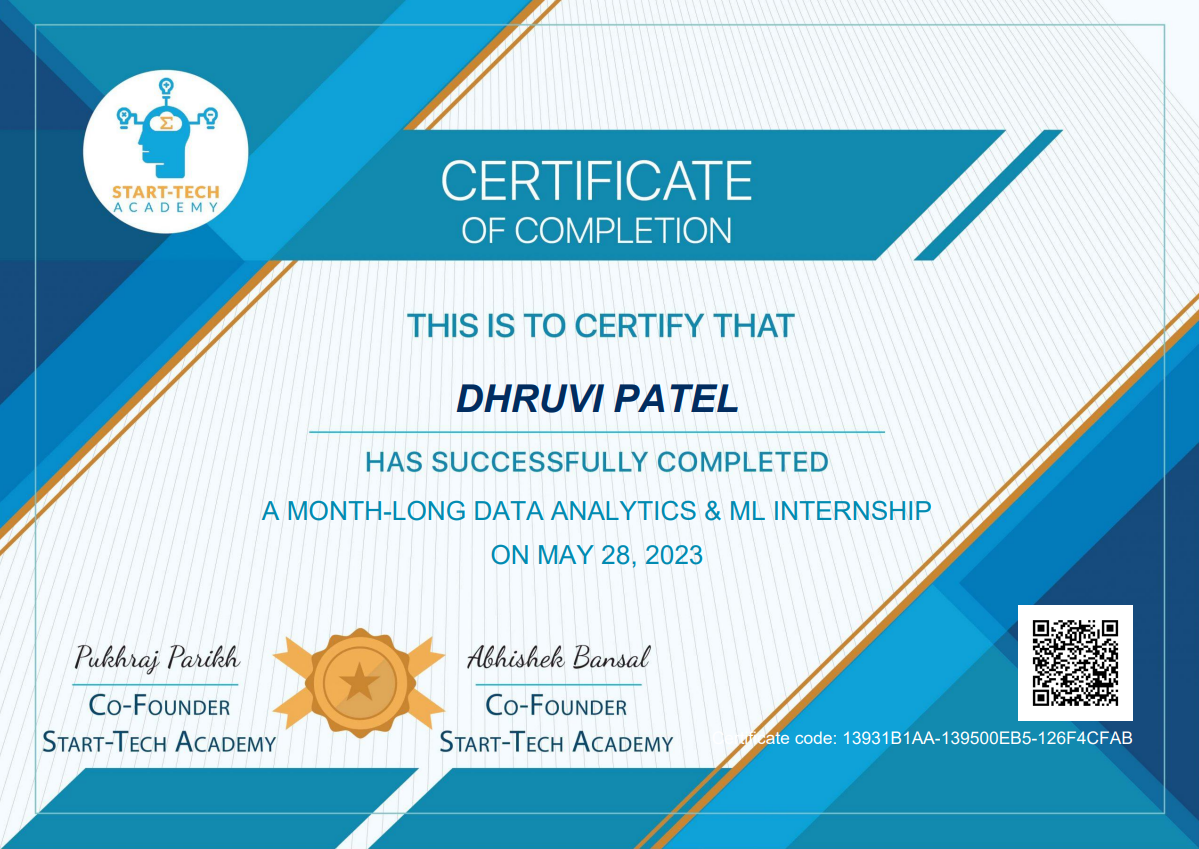 START-TECH
ACADEMY
CERTIFICATE
OF COMPLETION
THIS IS TO CERTIFY THAT
DHRUVI PATEL
HAS SUCCESSFULLY COMPLETED
A MONTH-LONG DATA ANALYTICS & ML INTERNSHIP
ON MAY 28, 2023
Pukhraj Parikh
Co-Founder
Start-Tech Academy
Abhishek Bansal
Co-Founder
Start-Tech Academy
Certificate code: 13931B1AA-139500EB5-126F4CFAB